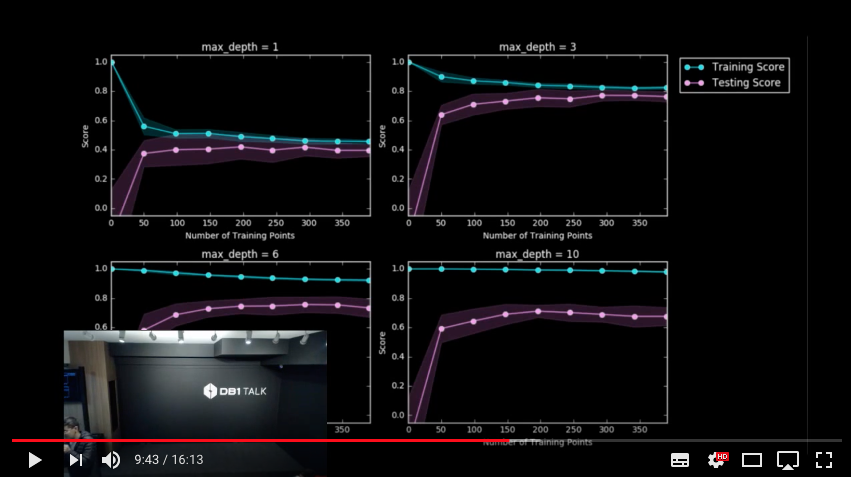 max_depth = 1
1.0
0.8
0.6
0.4
0.2
0.0
Score
0 50 100 150 200 250 300 350
Number of Training Points
max_depth = 3
1.0
0.8
0.6
0.4
0.2
0.0
Score
0 50 100 150 200 250 300 350
Number of Training Points
Training Score
Testing Score
max_depth = 6
1.0
0.8
0.6
350
max_depth = 10
1.0
0.8
0.6
0.4
0.2
0.0
Score
0 50 100 150 200 250 300 350
Number of Training Points
DB1 TALK
9:43 / 16:13
HD